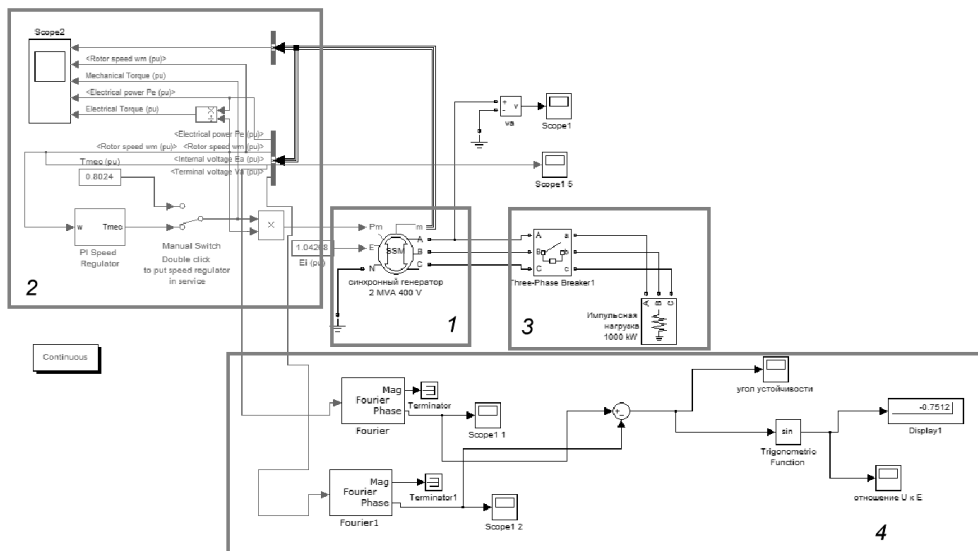 Scope2
<Rotor speed wm (pu)>
Mechanical Torque (pu)
<Electrical power Pe (pu)>
Electrical Torque (pu)
<Electrical power Pe (pu)>
<Rotor speed wm (pu)>
<Rotor speed wm (pu)>
<Internal voltage Ea (pu)>
<Terminal voltage Va (pu)>
Tmec (pu)
0.8024
w
Tmec
PI Speed
Regulator
Manual Switch
Double click
to put speed regulator
in service
×
2
+
-
v
va
Scope1
Scope1 5
1.04268
Ei (pu)
Pm
m
E
SSM
N
A
B
C
синхронный генератор
2 MVA 400 V
1
A
B
C
a
b
c
Three-Phase Breaker1
A
B
C
Импульсная
нагрузка
1000 kW
3
Continuous
Mag
Fourier
Phase
Fourier
Terminator
Scope1 1
Mag
Fourier
Phase
Fourier1
Terminator1
Scope1 2
+
-
угол устойчивости
sin
Trigonometric
Function
-0.7512
Display1
отношение U к E
4